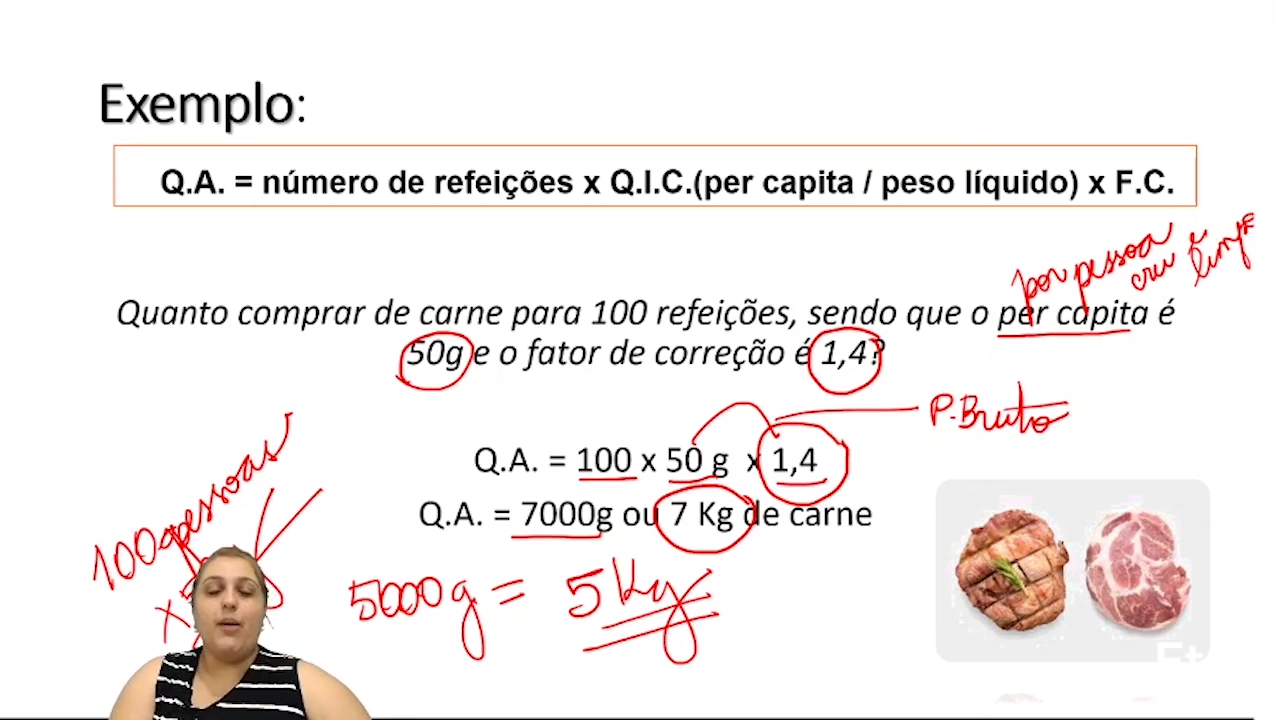 Exemplo:
Q.A. = número de refeições x Q.I.C.(per capita / peso líquido) x F.C.
por pessoa
cru e
Quanto comprar de carne para 100 refeições, sendo que o per capita é
50g e o fator de correção é 1,4?
P.Bruto
Q.A. = 100 x 50 g x 1,4
Q.A. = 7000g ou 7 Kg de carne
100 pessoas
5000g = 5 Kg